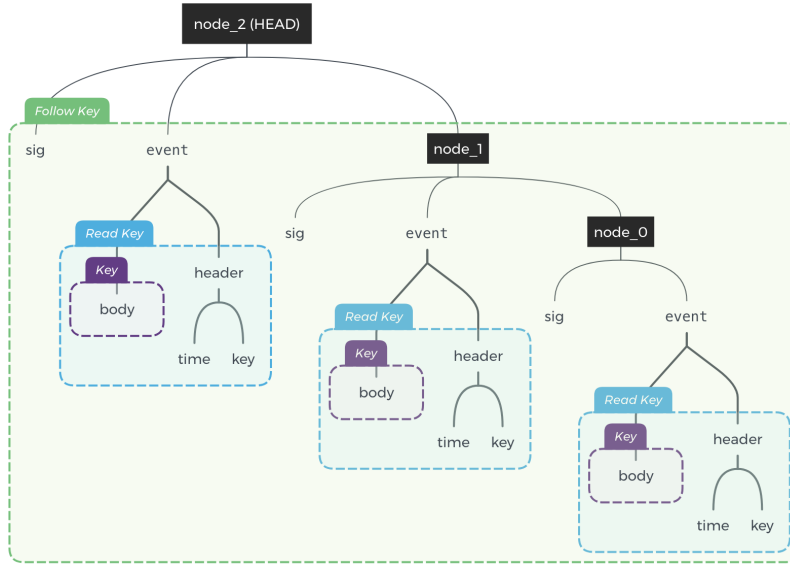 node_2 (HEAD)
Follow Key
sig
event
node_1
Read Key
Key
body
header
time
key
sig
event
node_0
Read Key
Key
body
header
time
key
sig
event
Read Key
Key
body
header
time
key